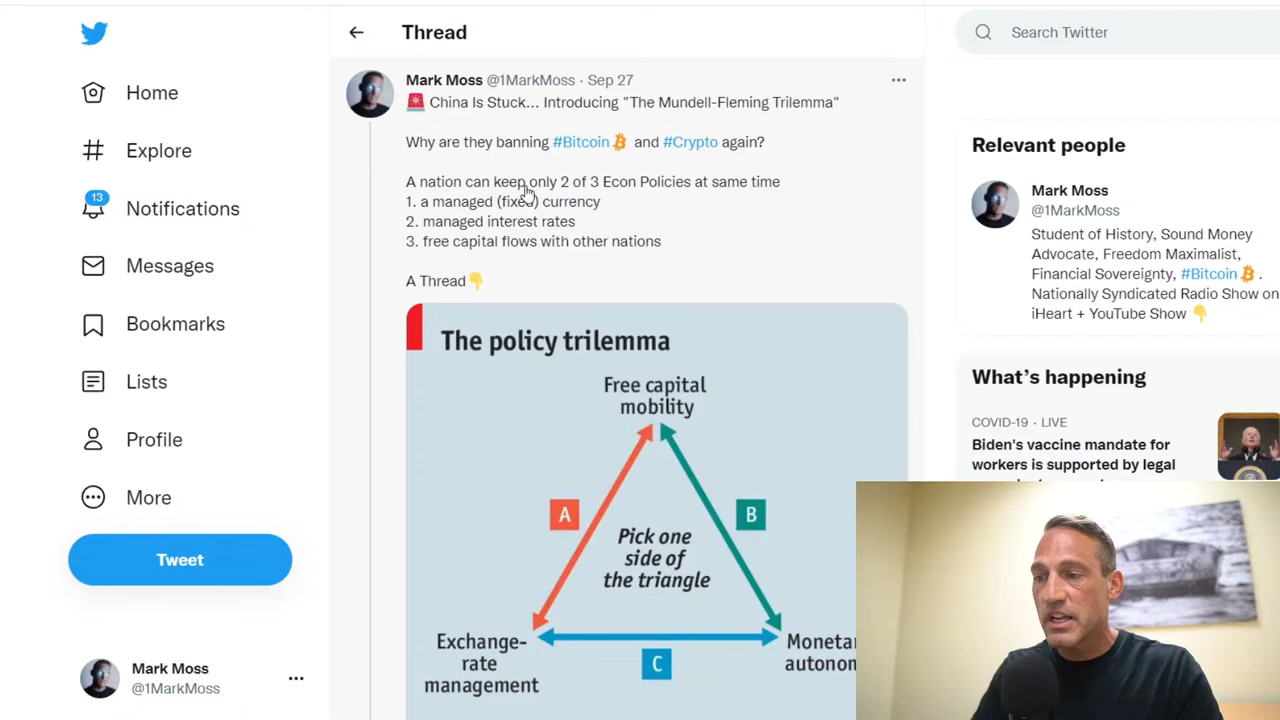 Home
Explore
13
Notifications
Messages
Bookmarks
Lists
Profile
More
Tweet
Mark Moss
@1MarkMoss
Thread
Mark Moss @1MarkMoss · Sep 27
China Is Stuck... Introducing "The Mundell-Fleming Trilemma"
Why are they banning #Bitcoin and #Crypto again?
A nation can keep only 2 of 3 Econ Policies at same time
1. a managed (fixed) currency
2. managed interest rates
3. free capital flows with other nations
A Thread
The policy trilemma
Free capital
mobility
A
B
Pick one
side of
the triangle
Exchange-
rate
management
C
Search Twitter
Relevant people
Mark Moss
@1MarkMoss
Student of History, Sound Money
Advocate, Freedom Maximalist,
Financial Sovereignty, #Bitcoin .
Nationally Syndicated Radio Show on
iHeart + YouTube Show
What's happening
COVID-19 · LIVE
Biden's vaccine mandate for
workers is supported by legal